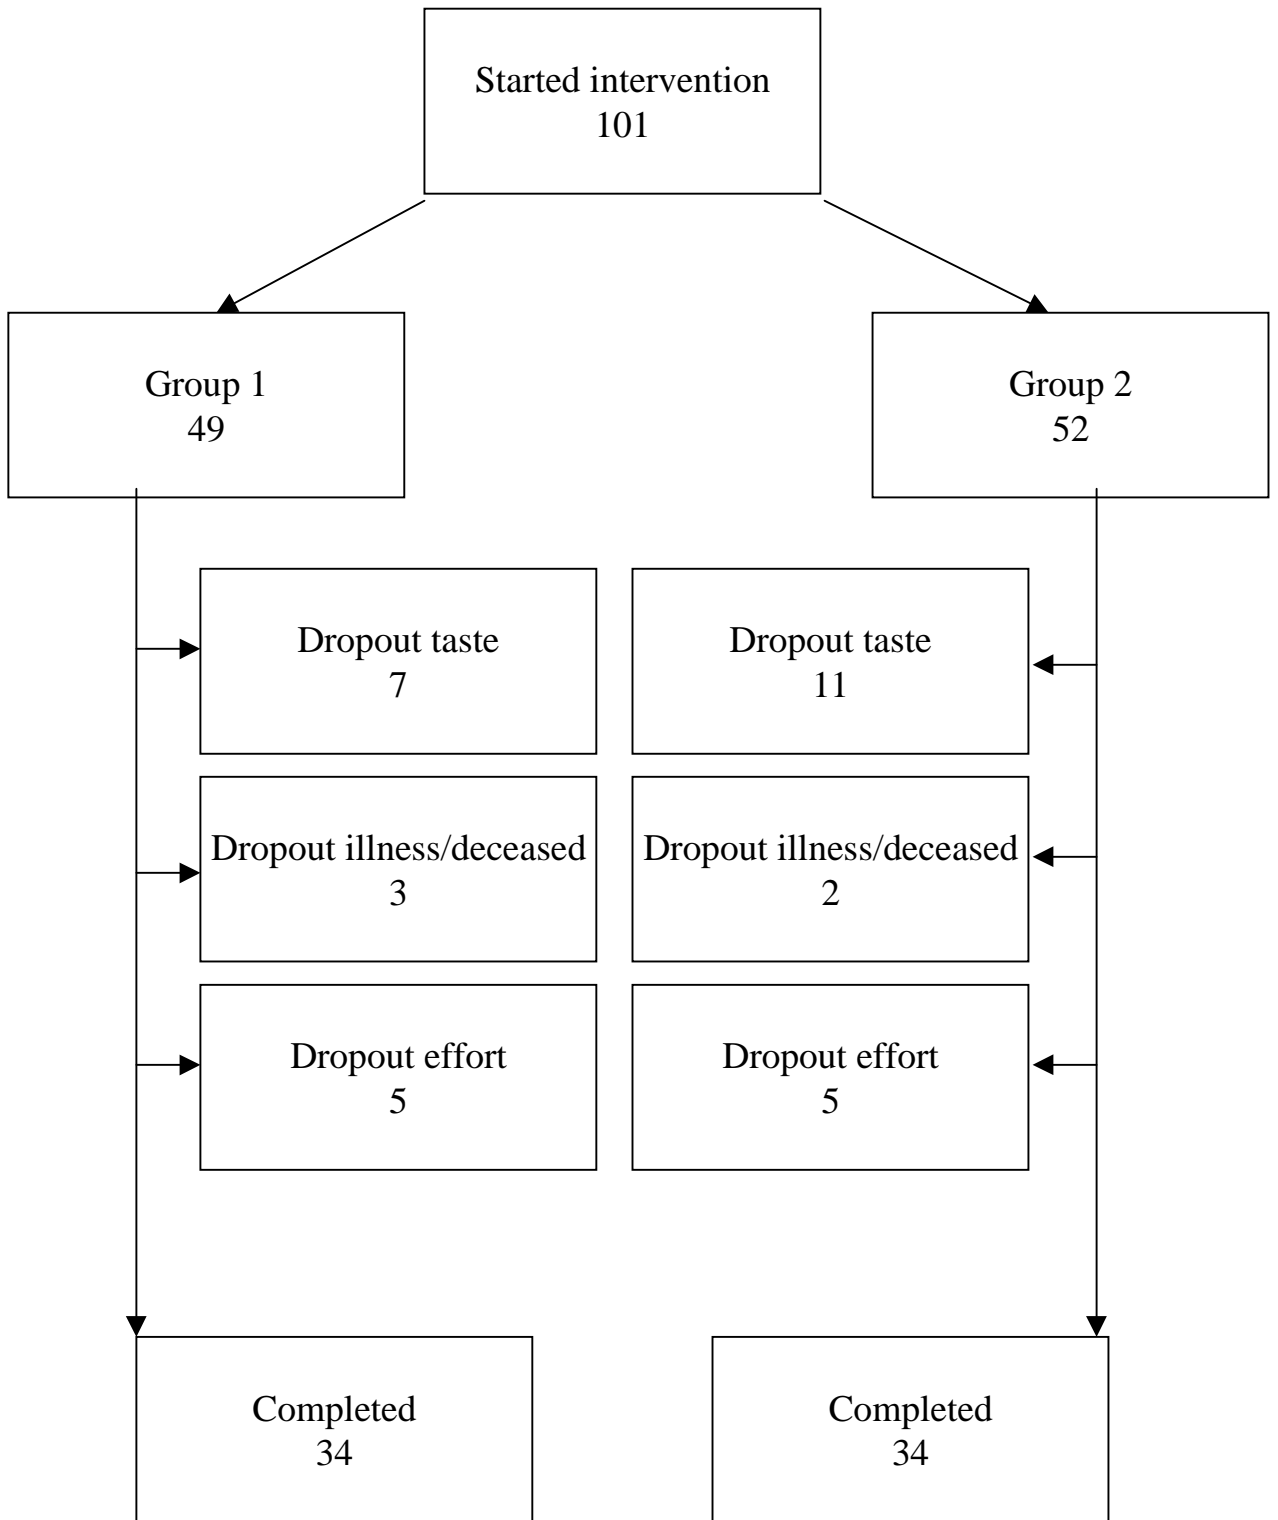 Started intervention
101
Group 1
49
Group 2
52
Dropout taste
7
Dropout taste
11
Dropout illness/deceased
3
Dropout illness/deceased
2
Dropout effort
5
Dropout effort
5
Completed
34
Completed
34